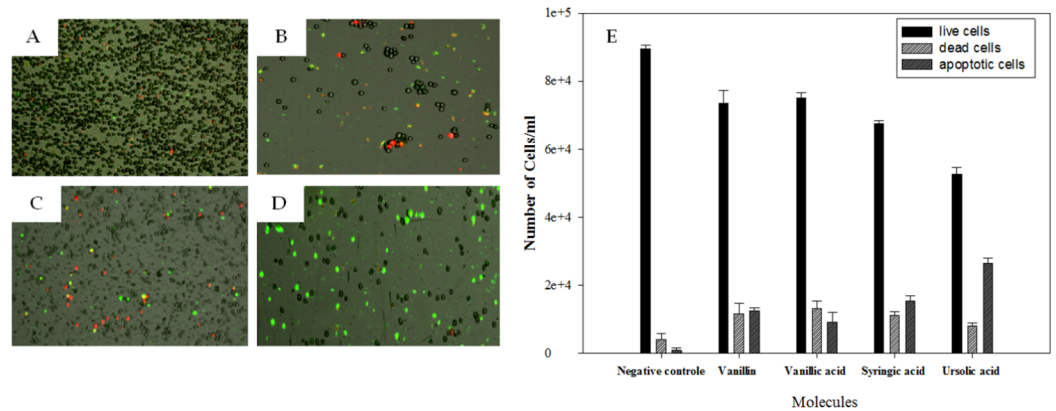 A
B
C
D
E
live cells
dead cells
apoptotic cells
1e+5
8e+4
6e+4
4e+4
2e+4
0
Number of Cells/ml
Negative controle
Vanillin
Vanillic acid
Syringic acid
Ursolic acid
Molecules